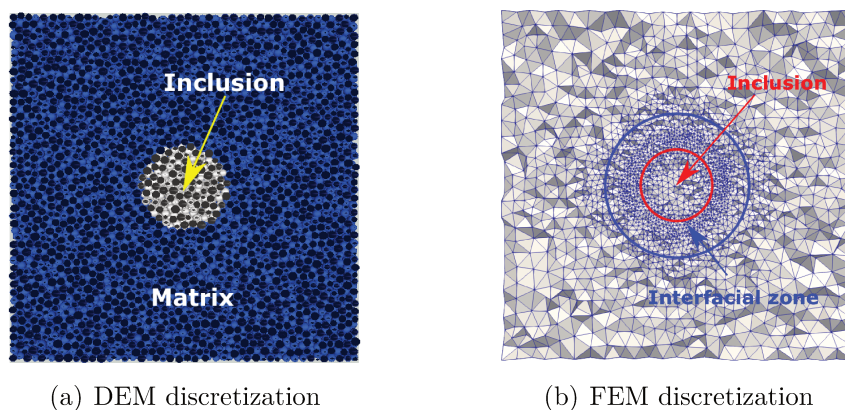 Inclusion
Matrix
(a) DEM discretization
Inclusion
Interfacial zone
(b) FEM discretization